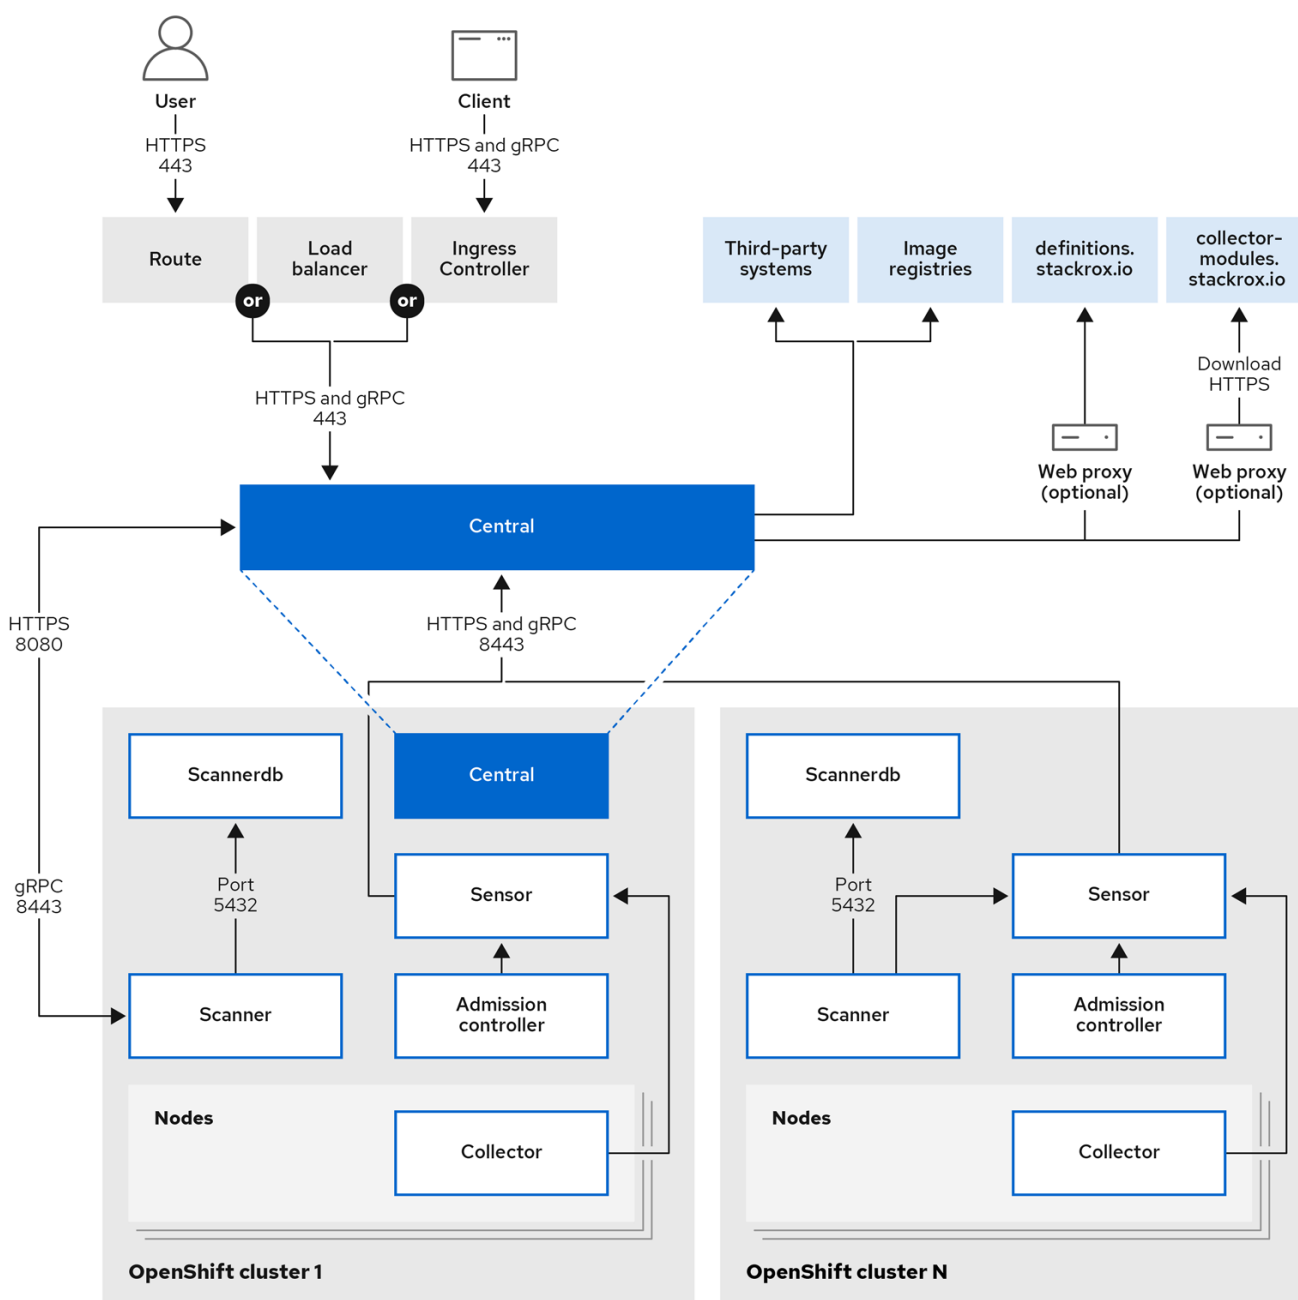 User
Client
HTTPS
443
HTTPS and gRPC
443
Route
Load
balancer
Ingress
Controller
or
or
Third-party
systems
Image
registries
definitions.
stackrox.io
collector-
modules.
stackrox.io
Download
HTTPS
HTTPS and gRPC
443
Web proxy
(optional)
Web proxy
(optional)
Central
HTTPS
8080
HTTPS and gRPC
8443
Scannerdb
Central
Scannerdb
gRPC
8443
Port
5432
Sensor
Port
5432
Sensor
Scanner
Admission
controller
Scanner
Admission
controller
Nodes
Collector
Nodes
Collector
OpenShift cluster 1
OpenShift cluster N